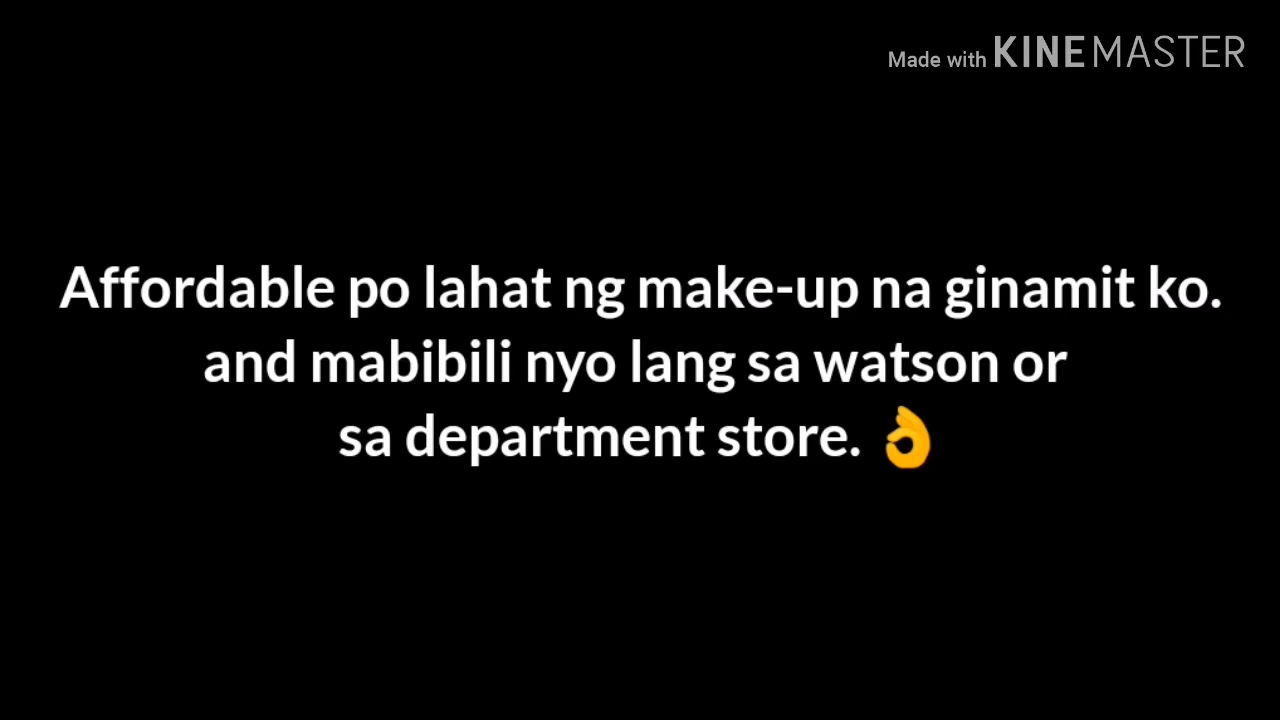 Made with KINEMASTER
Affordable po lahat ng make-up na ginamit ko.
and mabibili nyo lang sa watson or
sa department store. 👌